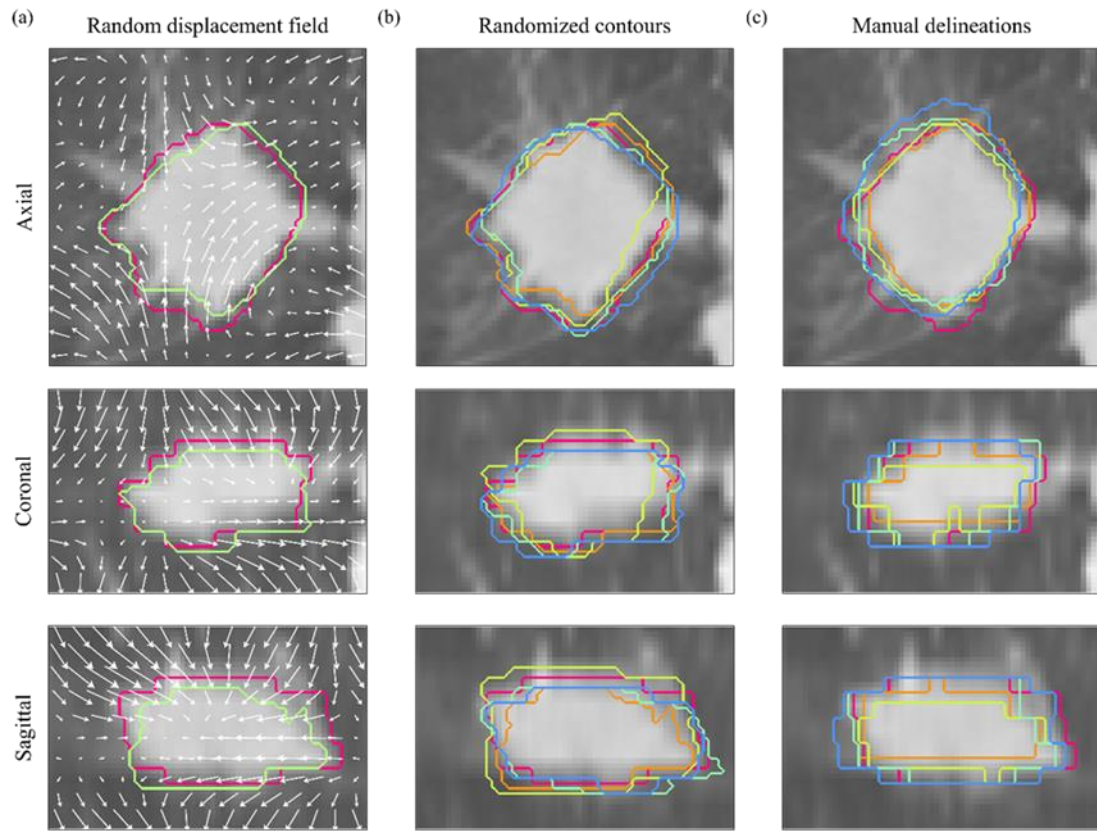 (a) Random displacement field
(b) Randomized contours
(c) Manual delineations
Axial
Coronal
Sagittal